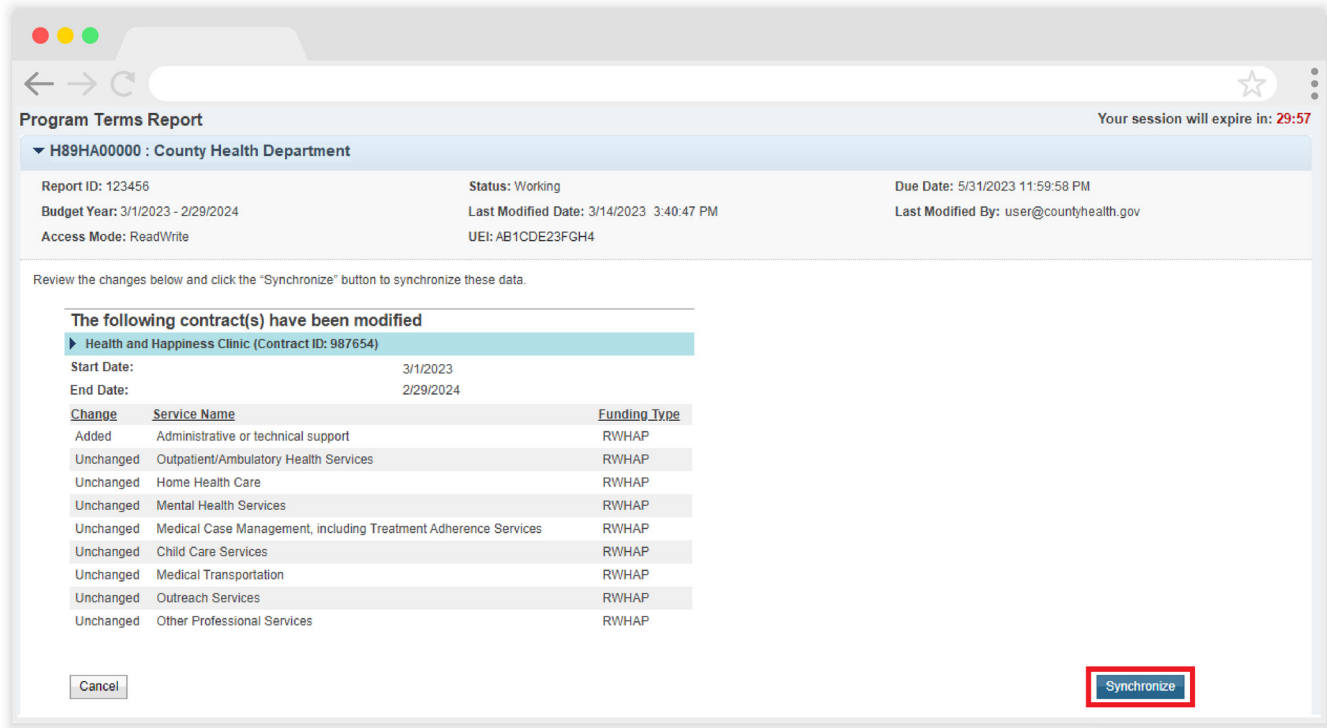 Program Terms Report
Your session will expire in: 29:57
H89HA00000 : County Health Department
Report ID: 123456
Status: Working
Due Date: 5/31/2023 11:59:58 PM
Budget Year: 3/1/2023 - 2/29/2024
Last Modified Date: 3/14/2023 3:40:47 PM
Last Modified By: user@countyhealth.gov
Access Mode: ReadWrite
UEI: AB1CDE23FGH4
Review the changes below and click the “Synchronize” button to synchronize these data.
The following contract(s) have been modified
Health and Happiness Clinic (Contract ID: 987654)
Start Date: 3/1/2023
End Date: 2/29/2024
Change Service Name Funding Type
Added Administrative or technical support RWHAP
Unchanged Outpatient/Ambulatory Health Services RWHAP
Unchanged Home Health Care RWHAP
Unchanged Mental Health Services RWHAP
Unchanged Medical Case Management, including Treatment Adherence Services RWHAP
Unchanged Child Care Services RWHAP
Unchanged Medical Transportation RWHAP
Unchanged Outreach Services RWHAP
Unchanged Other Professional Services RWHAP
Cancel
Synchronize